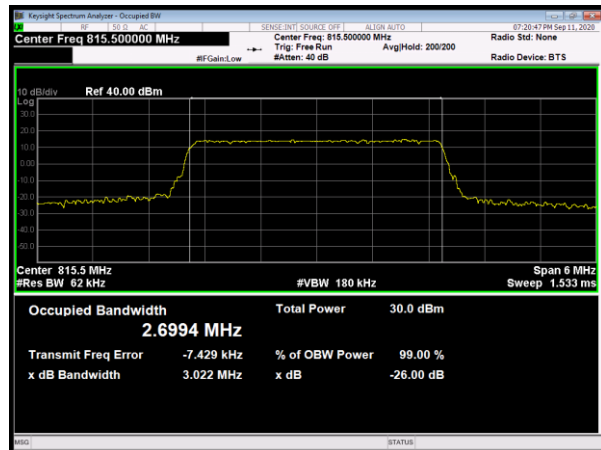 Keysight Spectrum Analyzer - Occupied BW
RF 50 Ω AC SENSE:INT SOURCE OFF ALIGN AUTO 07:20:47 PM Sep 11, 2020
Center Freq 815.500000 MHz Center Freq: 815.500000 MHz Radio Std: None
Trig: Free Run Avg|Hold: 200/200
#IFGain:Low #Atten: 40 dB Radio Device: BTS
10 dB/div Ref 40.00 dBm
Log
30.0
20.0
10.0
0.00
-10.0
-20.0
-30.0
-40.0
-50.0
Center 815.5 MHz Span 6 MHz
#Res BW 62 kHz #VBW 180 kHz Sweep 1.533 ms
Occupied Bandwidth Total Power 30.0 dBm
2.6994 MHz
Transmit Freq Error -7.429 kHz % of OBW Power 99.00 %
x dB Bandwidth 3.022 MHz x dB -26.00 dB
MSG STATUS